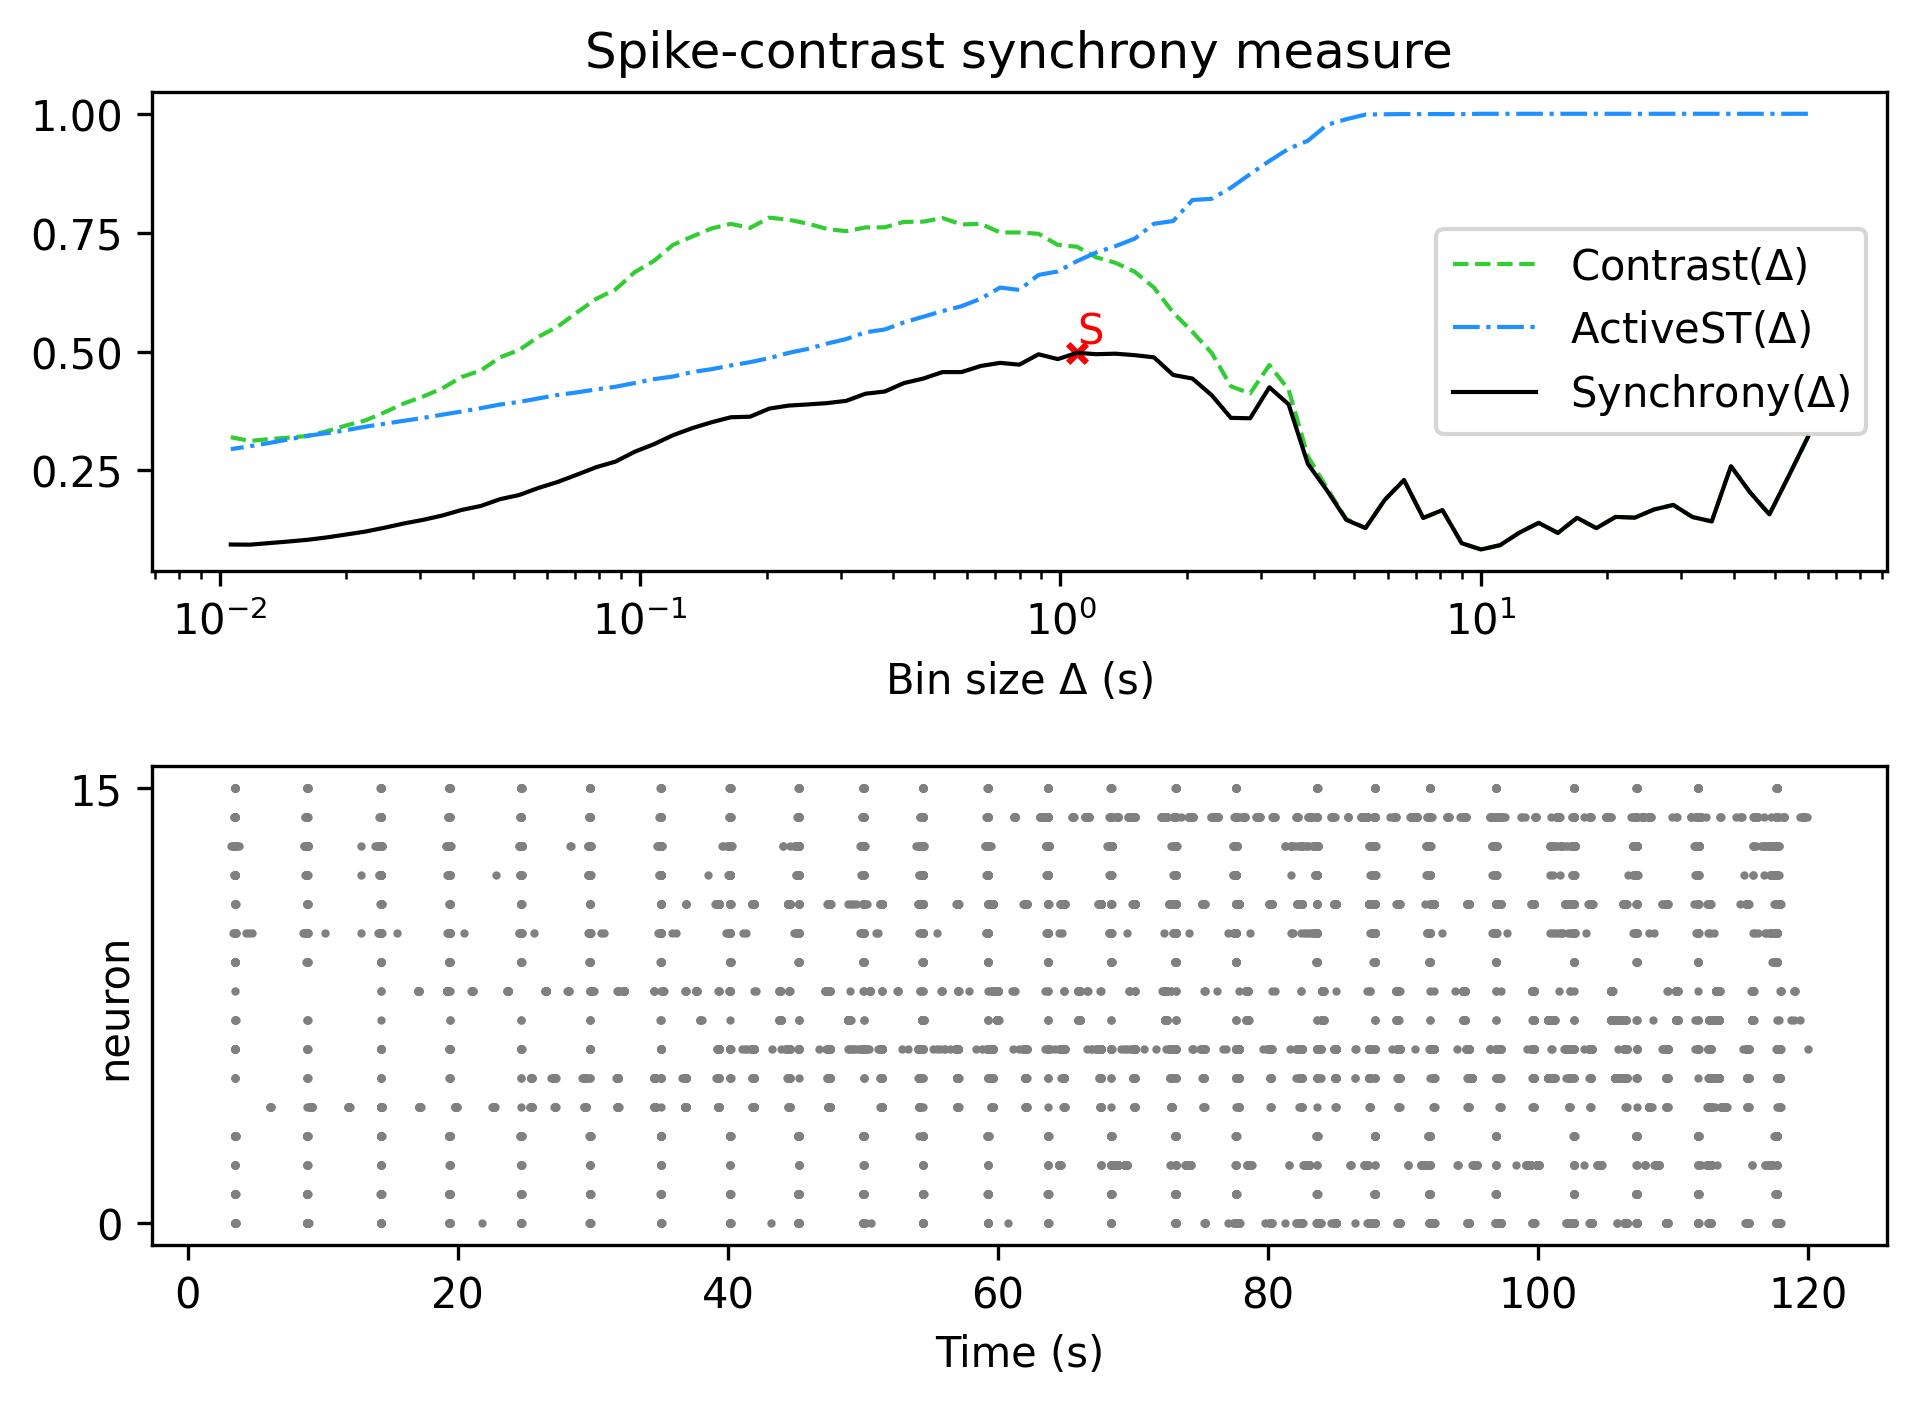 Spike-contrast synchrony measure
1.00
0.75
0.50
0.25
S
Contrast(Δ)
ActiveST(Δ)
Synchrony(Δ)
10⁻² 10⁻¹ 10⁰ 10¹
Bin size Δ (s)
15
0
neuron
0 20 40 60 80 100 120
Time (s)